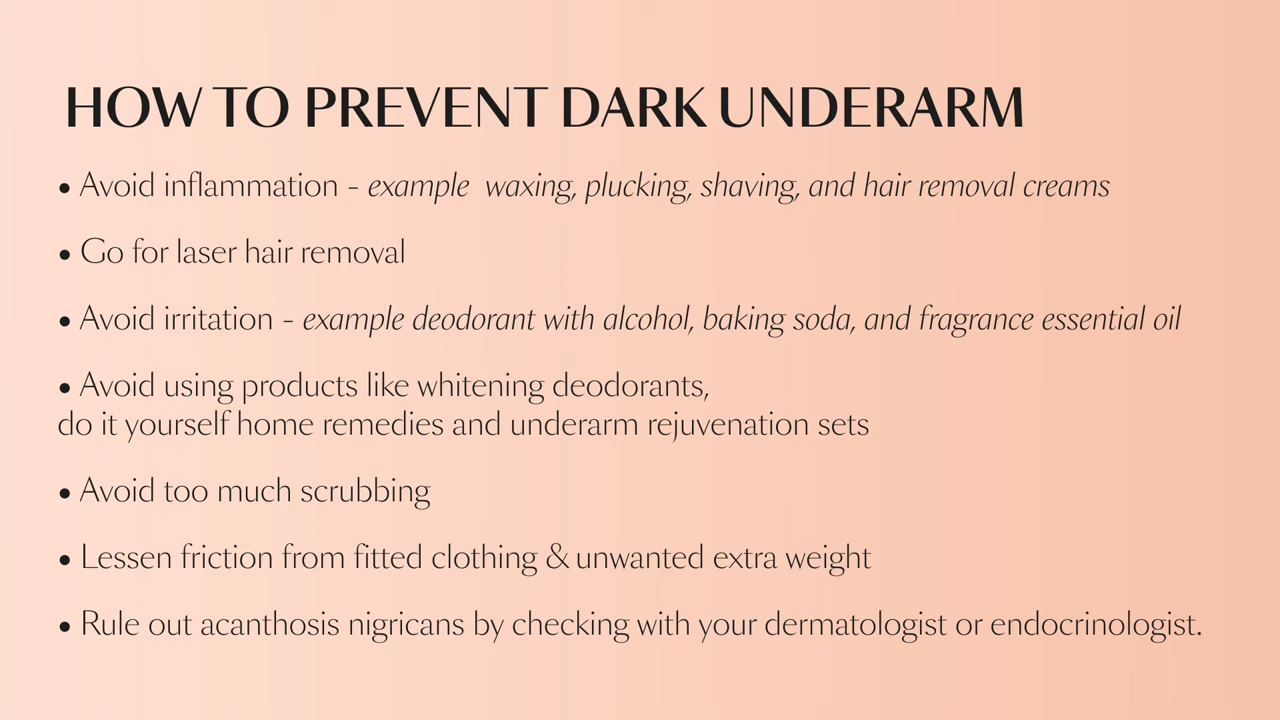 HOW TO PREVENT DARK UNDERARM
• Avoid inflammation - example waxing, plucking, shaving, and hair removal creams
• Go for laser hair removal
• Avoid irritation - example deodorant with alcohol, baking soda, and fragrance essential oil
• Avoid using products like whitening deodorants,
do it yourself home remedies and underarm rejuvenation sets
• Avoid too much scrubbing
• Lessen friction from fitted clothing & unwanted extra weight
• Rule out acanthosis nigricans by checking with your dermatologist or endocrinologist.